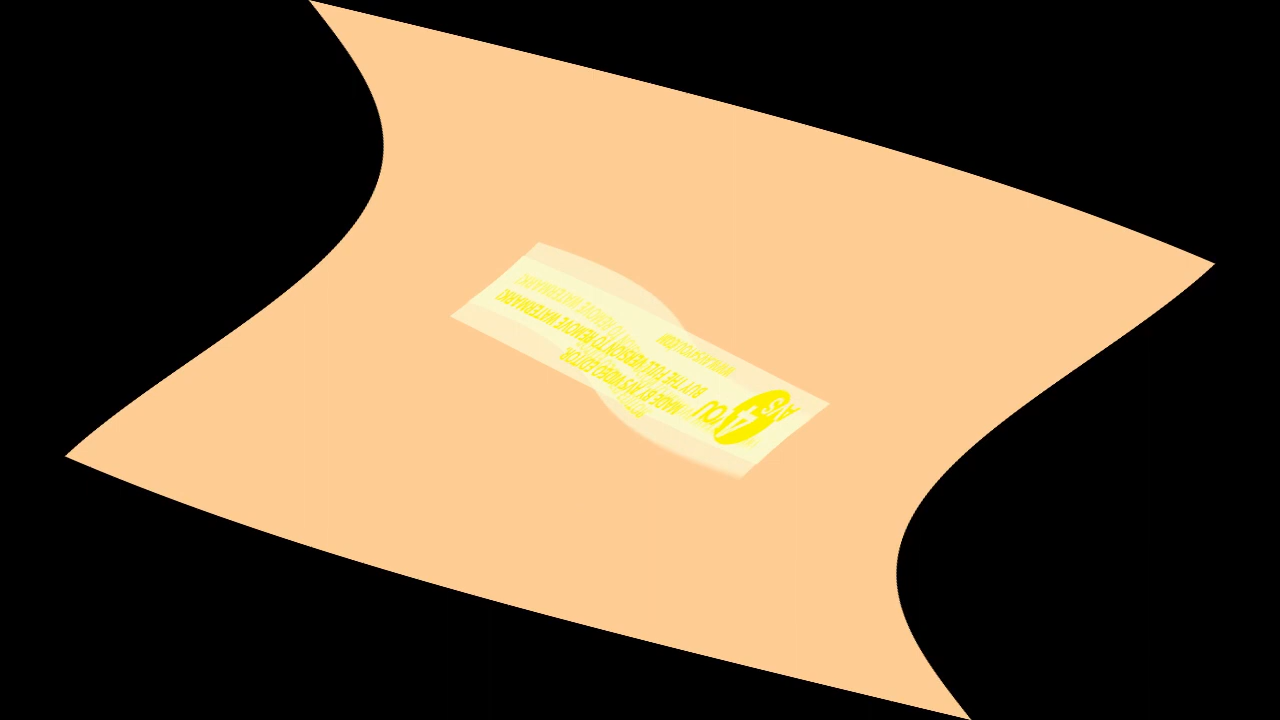 AVS4YOU
MADE BY AVS VIDEO EDITOR
BUY THE FULL VERSION TO REMOVE WATERMARK!
WWW.AVS4YOU.COM